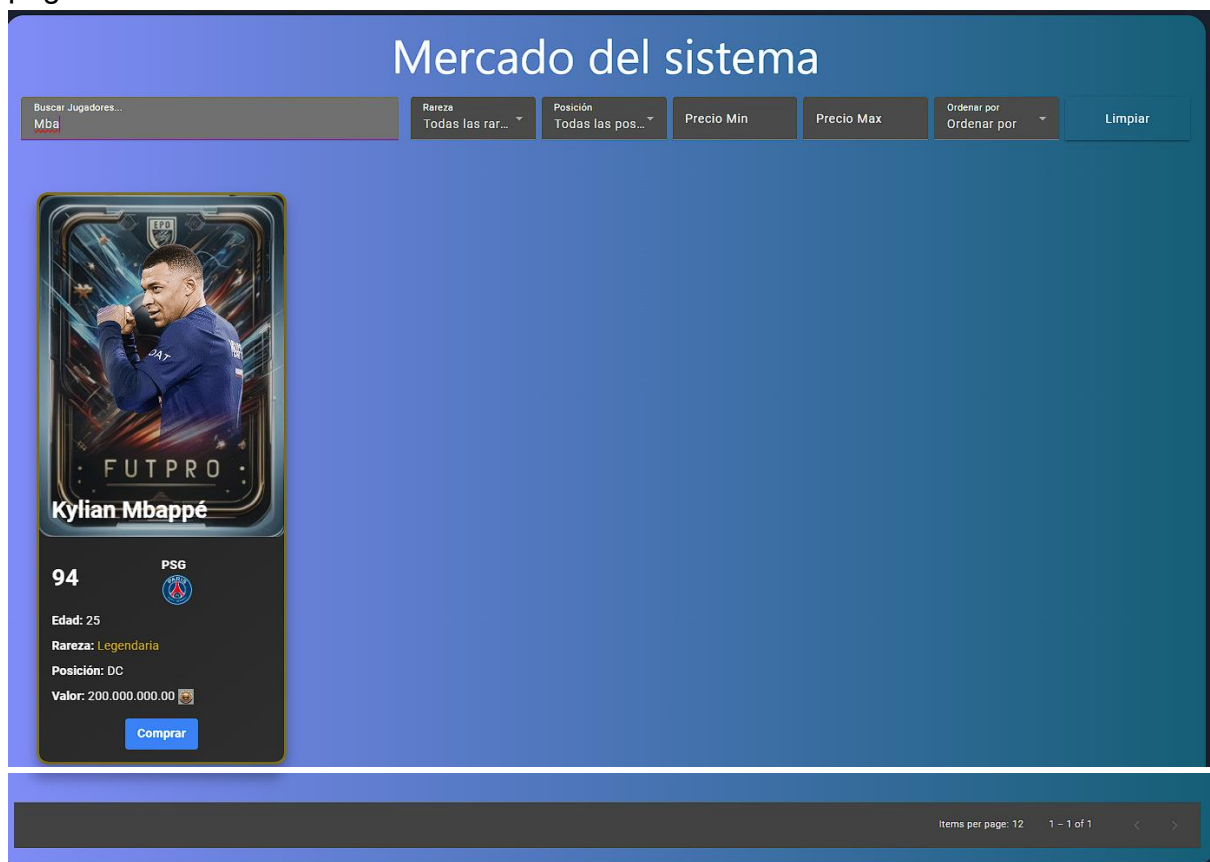 Mercado del sistema
Buscar Jugadores...
Mba
Rareza
Todas las rar...
Posición
Todas las pos...
Precio Min
Precio Max
Ordenar por
Ordenar por
Limpiar
EPO
FUTPRO
Kylian Mbappé
94
PSG
PARIS
Edad: 25
Rareza: Legendaria
Posición: DC
Valor: 200.000.000.00
Comprar
Items per page: 12
1 – 1 of 1